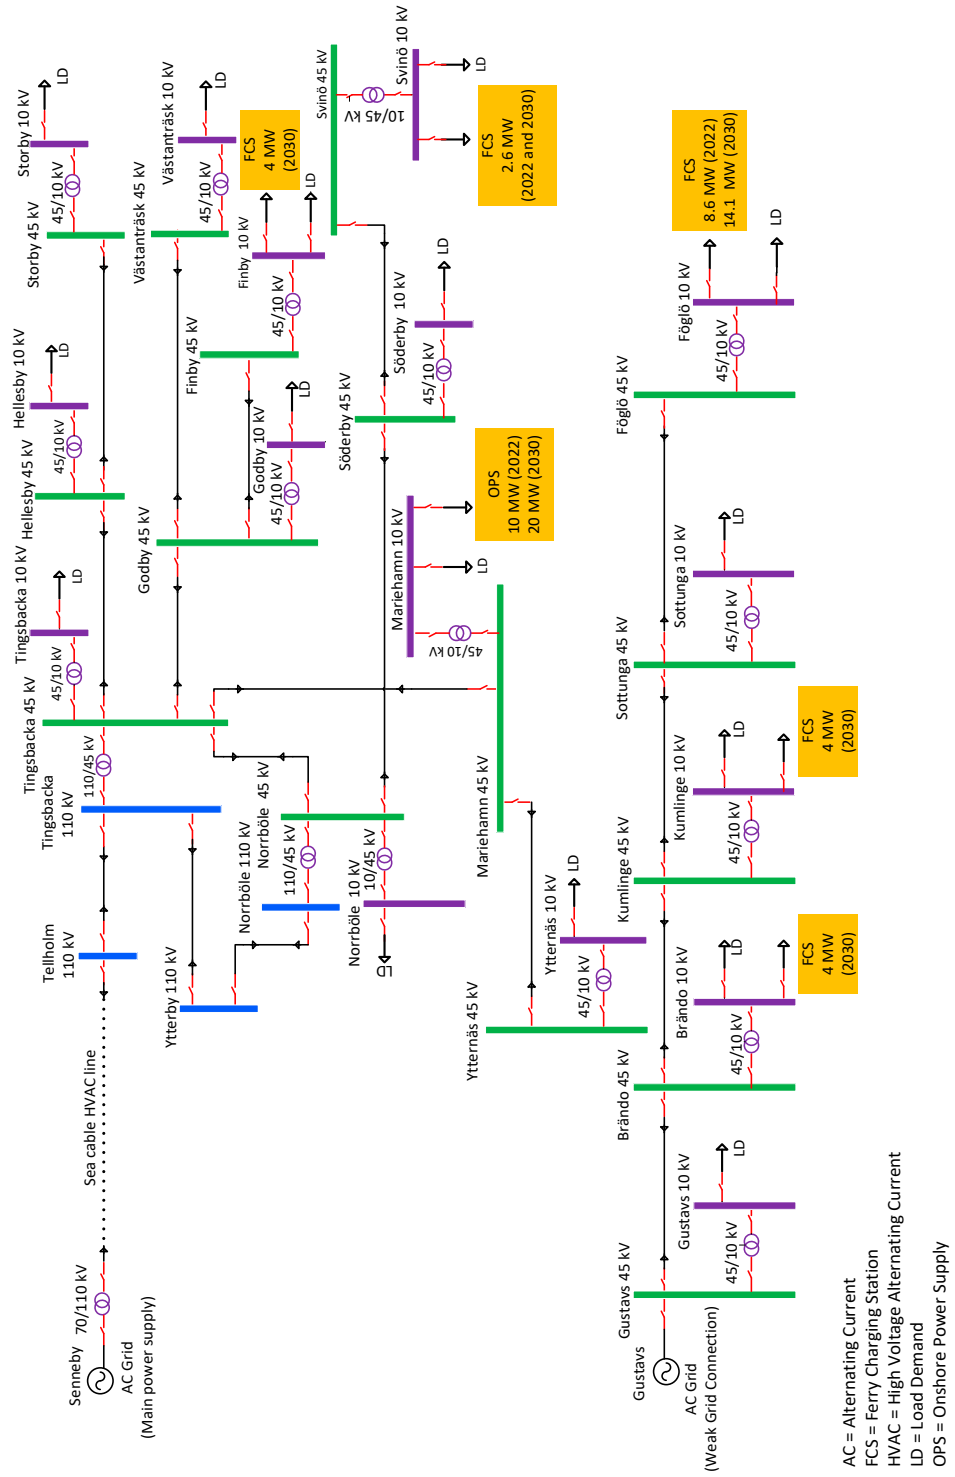 Senneby
70/110 kV
AC Grid
(Main power supply)
Sea cable HVAC line
Tellholm
110 kV
Tingsbacka
110 kV
110/45 kV
Tingsbacka 45 kV
45/10 kV
Tingsbacka 10 kV
LD
Hellesby 45 kV
45/10 kV
Hellesby 10 kV
LD
Storby 45 kV
45/10 kV
Storby 10 kV
LD
Ytterby 110 kV
Norrböle 110 kV
110/45 kV
Norrböle 45 kV
Norrböle 10 kV
10/45 kV
LD
Godby 45 kV
45/10 kV
Godby 10 kV
LD
Västanträsk 45 kV
45/10 kV
Västanträsk 10 kV
LD
Finby 45 kV
45/10 kV
Finby 10 kV
LD
FCS
4 MW
(2030)
Söderby 45 kV
45/10 kV
Söderby 10 kV
LD
Svinö 45 kV
10/45 kV
Svinö 10 kV
LD
FCS
2.6 MW
(2022 and 2030)
Mariehamn 45 kV
45/10 kV
Mariehamn 10 kV
LD
OPS
10 MW (2022)
20 MW (2030)
Ytternäs 45 kV
45/10 kV
Ytternäs 10 kV
LD
Gustavs
AC Grid
(Weak Grid Connection)
Gustavs 45 kV
45/10 kV
Gustavs 10 kV
LD
Brändo 45 kV
45/10 kV
Brändo 10 kV
LD
FCS
4 MW
(2030)
Kumlinge 45 kV
45/10 kV
Kumlinge 10 kV
LD
FCS
4 MW
(2030)
Sottunga 45 kV
45/10 kV
Sottunga 10 kV
LD
Föglö 45 kV
45/10 kV
Föglö 10 kV
LD
FCS
8.6 MW (2022)
14.1 MW (2030)
AC = Alternating Current
FCS = Ferry Charging Station
HVAC = High Voltage Alternating Current
LD = Load Demand
OPS = Onshore Power Supply